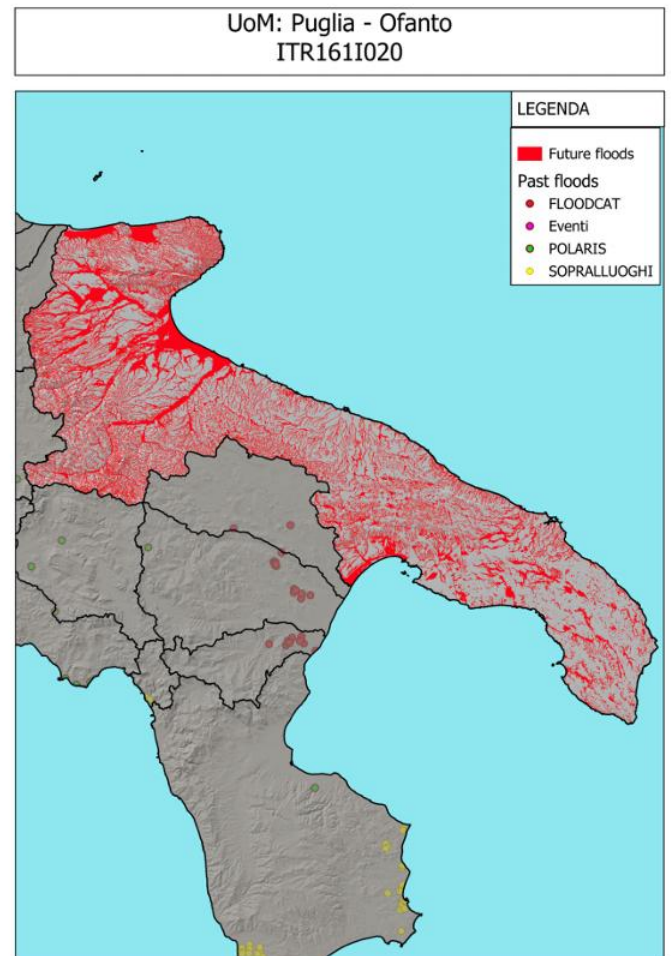 UoM: Puglia - Ofanto
ITR161I020
LEGENDA
Future floods
Past floods
FLOODCAT
Eventi
POLARIS
SOPRALLUOGHI